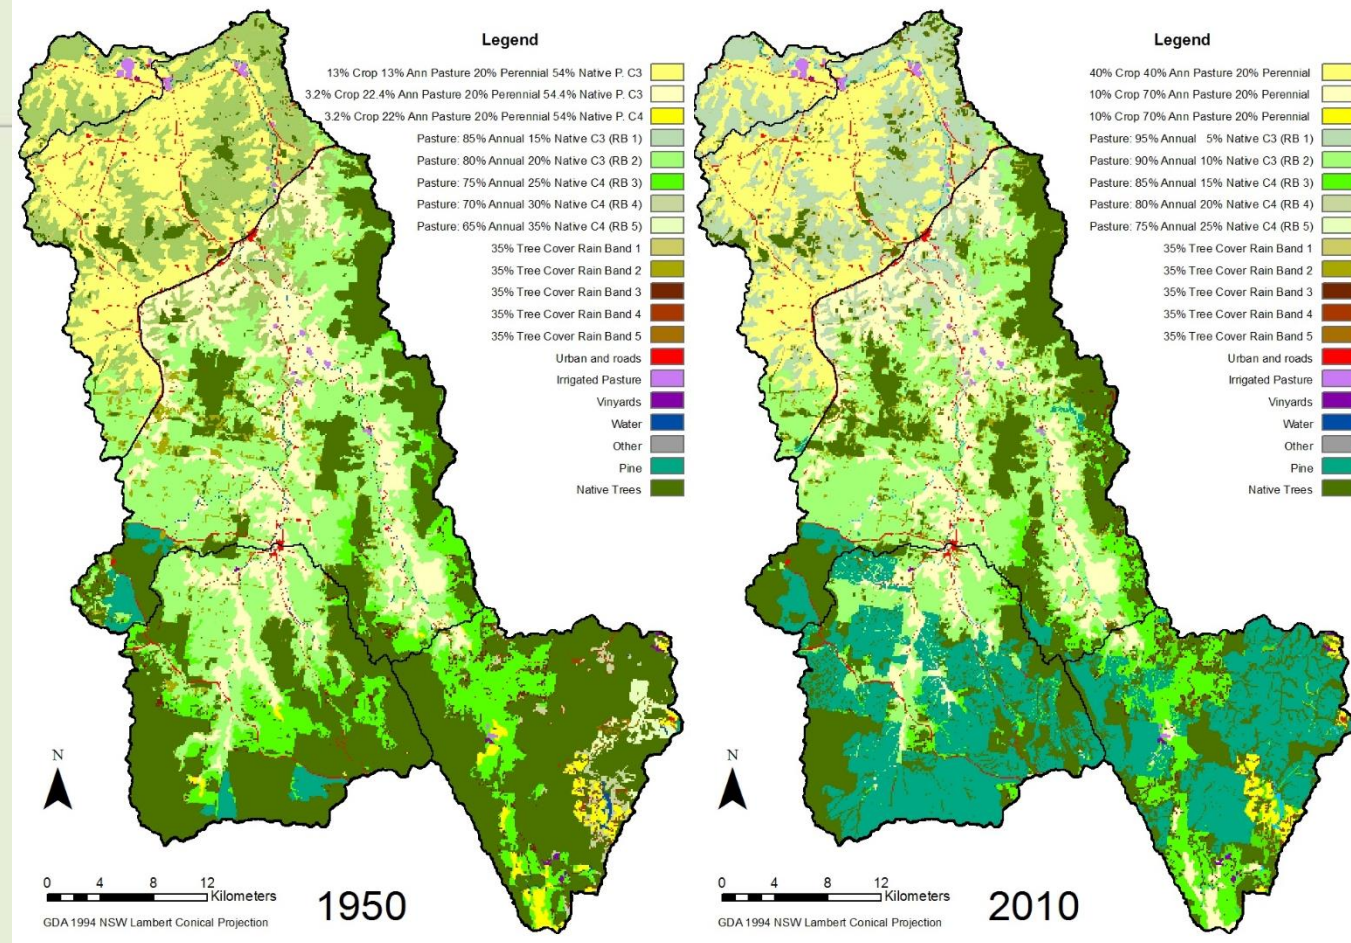 Legend
13% Crop 13% Ann Pasture 20% Perennial 54% Native P. C3
3.2% Crop 22.4% Ann Pasture 20% Perennial 54.4% Native P. C3
3.2% Crop 22% Ann Pasture 20% Perennial 54% Native P. C4
Pasture: 85% Annual 15% Native C3 (RB 1)
Pasture: 80% Annual 20% Native C3 (RB 2)
Pasture: 75% Annual 25% Native C4 (RB 3)
Pasture: 70% Annual 30% Native C4 (RB 4)
Pasture: 65% Annual 35% Native C4 (RB 5)
35% Tree Cover Rain Band 1
35% Tree Cover Rain Band 2
35% Tree Cover Rain Band 3
35% Tree Cover Rain Band 4
35% Tree Cover Rain Band 5
Urban and roads
Irrigated Pasture
Vinyards
Water
Other
Pine
Native Trees
N
0 4 8 12
Kilometers
GDA 1994 NSW Lambert Conical Projection
1950
Legend
40% Crop 40% Ann Pasture 20% Perennial
10% Crop 70% Ann Pasture 20% Perennial
10% Crop 70% Ann Pasture 20% Perennial
Pasture: 95% Annual 5% Native C3 (RB 1)
Pasture: 90% Annual 10% Native C3 (RB 2)
Pasture: 85% Annual 15% Native C4 (RB 3)
Pasture: 80% Annual 20% Native C4 (RB 4)
Pasture: 75% Annual 25% Native C4 (RB 5)
35% Tree Cover Rain Band 1
35% Tree Cover Rain Band 2
35% Tree Cover Rain Band 3
35% Tree Cover Rain Band 4
35% Tree Cover Rain Band 5
Urban and roads
Irrigated Pasture
Vinyards
Water
Other
Pine
Native Trees
N
0 2 4 8 12
Kilometers
GDA 1994 NSW Lambert Conical Projection
2010